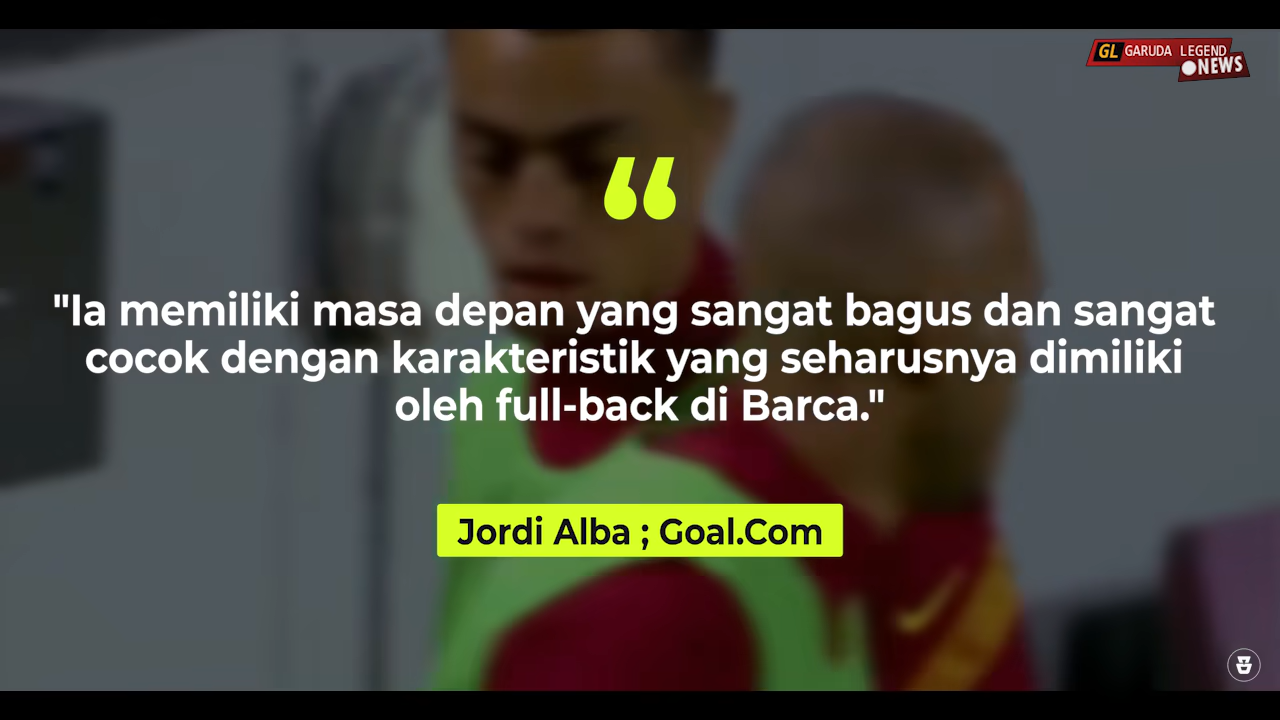 GL GARUDA LEGEND
NEWS
"Ia memiliki masa depan yang sangat bagus dan sangat
cocok dengan karakteristik yang seharusnya dimiliki
oleh full-back di Barca."
Jordi Alba ; Goal.Com